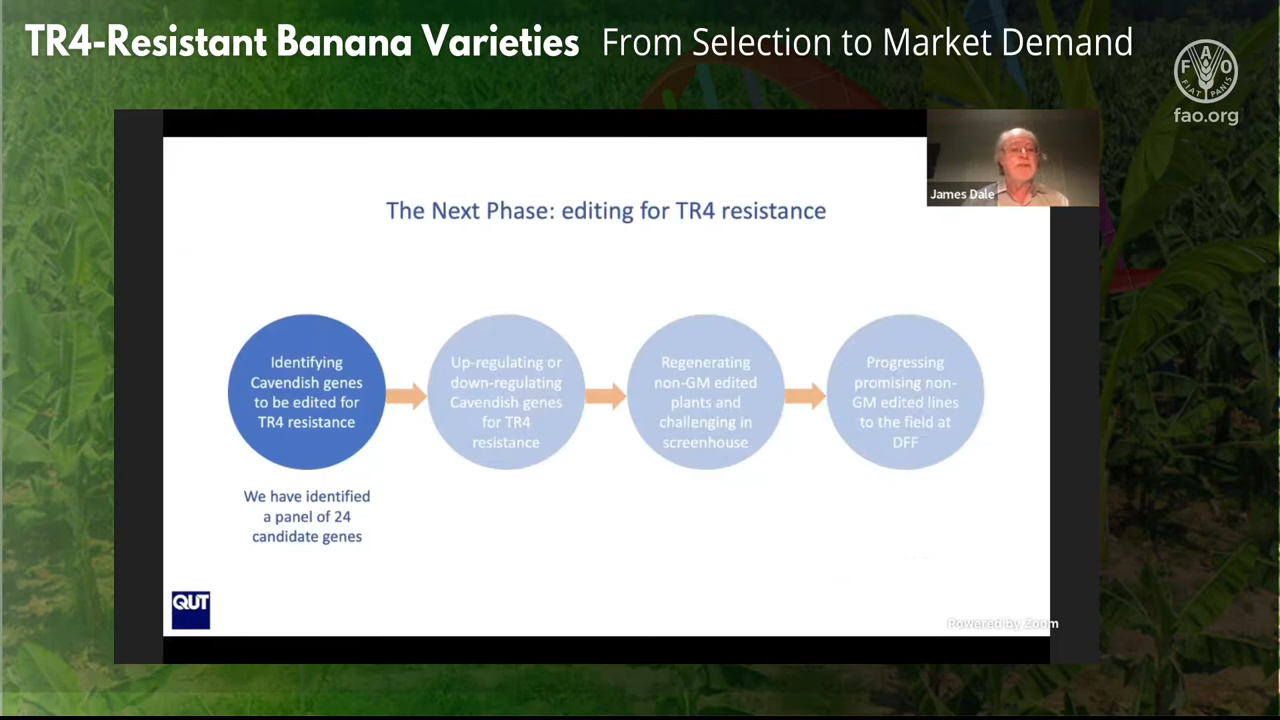 TR4-Resistant Banana Varieties From Selection to Market Demand
F A O
FIAT PANIS
fao.org
James Dale
The Next Phase: editing for TR4 resistance
Identifying
Cavendish genes
to be edited for
TR4 resistance
Up-regulating or
down-regulating
Cavendish genes
for TR4
resistance
Regenerating
non-GM edited
plants and
challenging in
screenhouse
Progressing
promising non-
GM edited lines
to the field at
DFF
We have identified
a panel of 24
candidate genes
QUT
Powered by Zoom